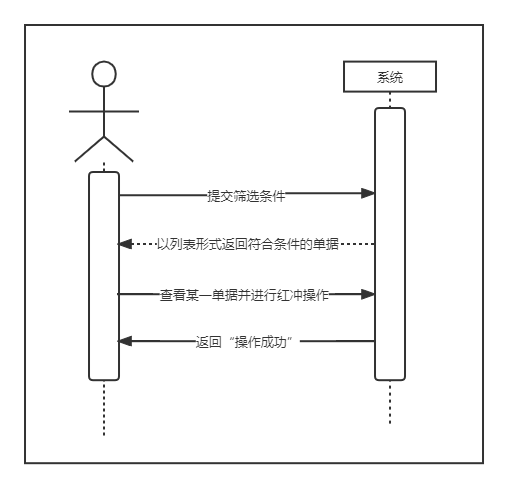 系统
提交筛选条件
以列表形式返回符合条件的单据
查看某一单据并进行红冲操作
返回“操作成功”